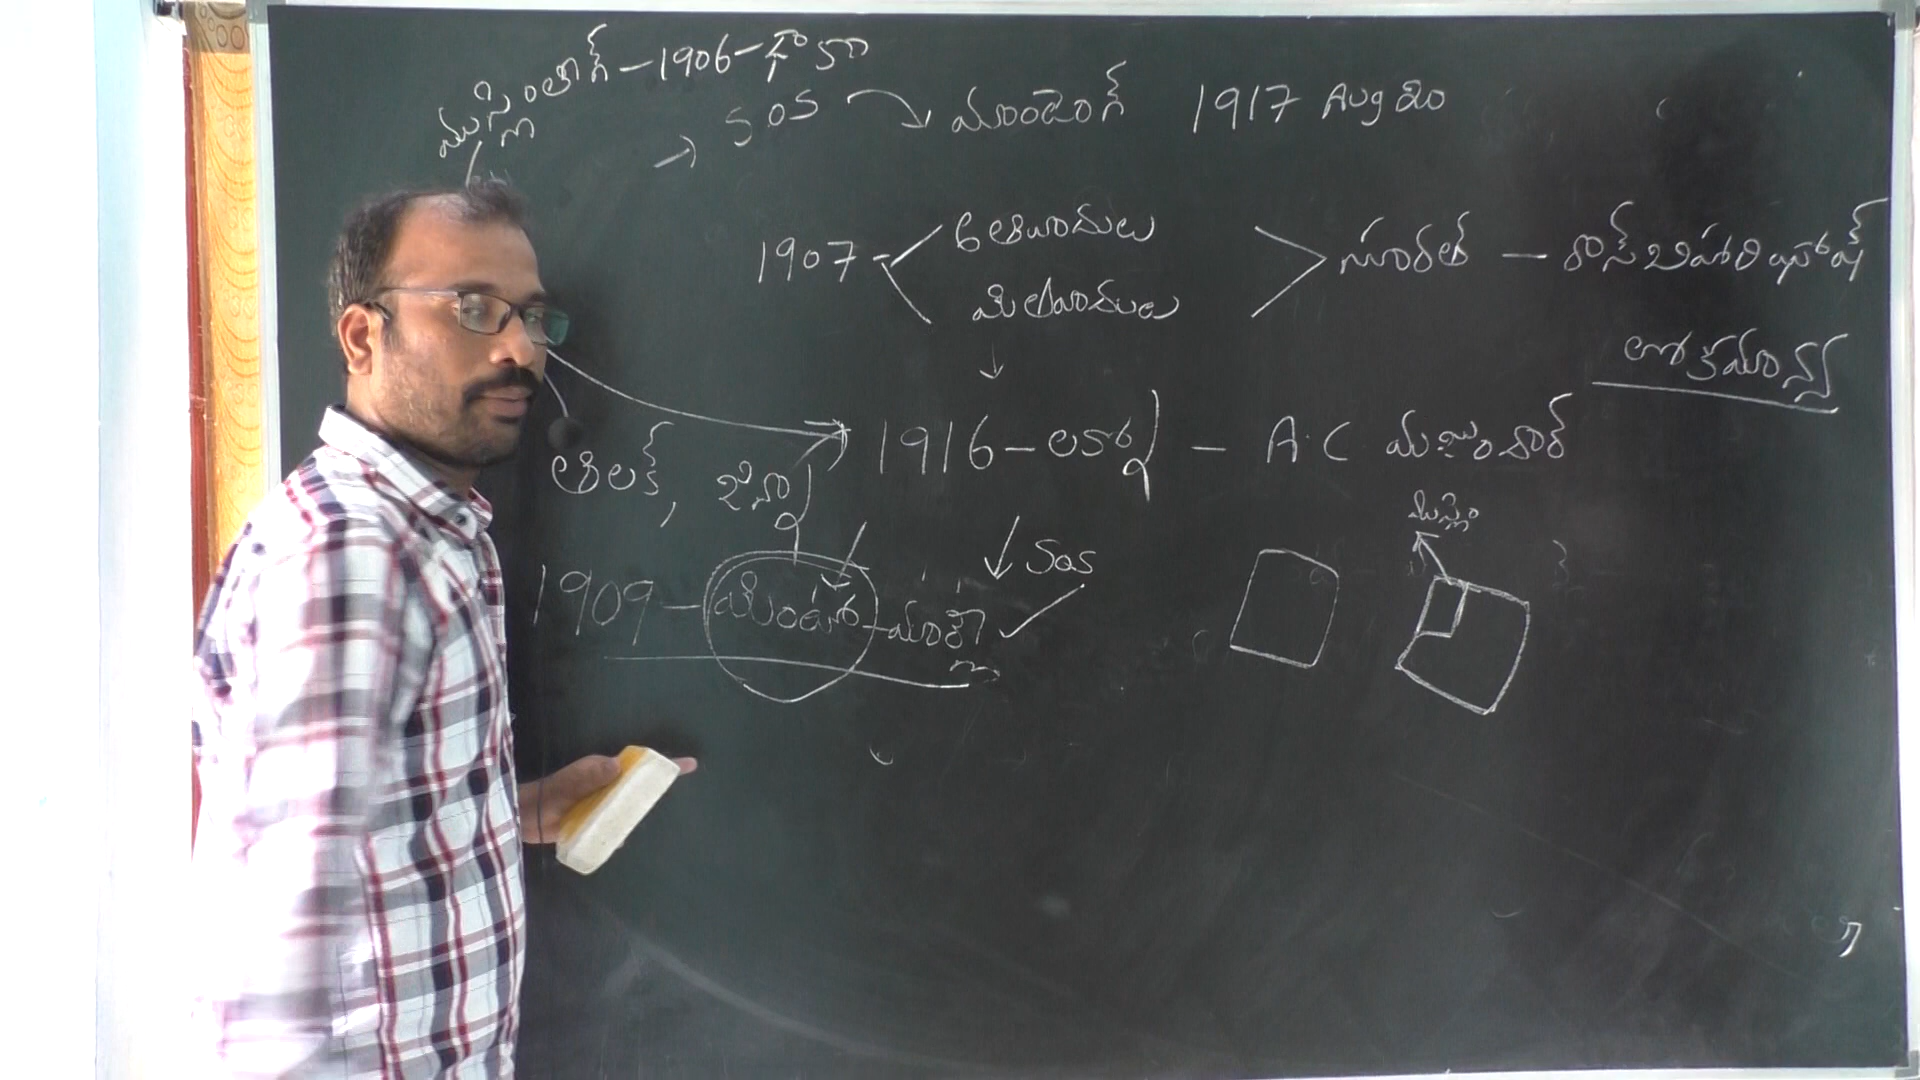 ముస్లింలీగ్ - 1906 - ఢాకా
→ SOS → మాంటెంగ్ 1917 Aug 20
1907 - అతివాదులు
మితవాదులు
సూరత్ - రాస్ బిహారి ఘోష్
లోకమాన్య
1916 - లక్నో - A.C మజుందార్
తిలక్, జిన్నా
ముస్లిం
SOS
1909 - మింటో - మార్లే